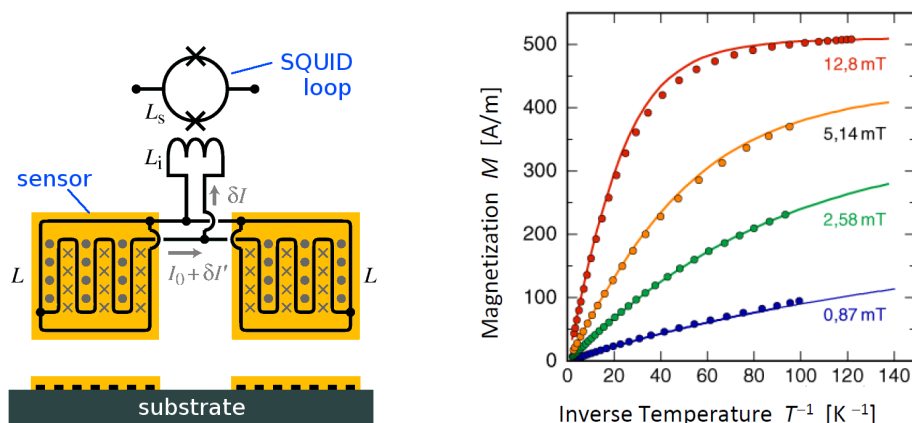 SQUID
loop
Lₛ
Lᵢ
sensor
δI
I₀ + δI'
L
L
substrate
Magnetization M [A/m]
500
400
300
200
100
0
12,8 mT
5,14 mT
2,58 mT
0,87 mT
0 20 40 60 80 100 120 140
Inverse Temperature T⁻¹ [K⁻¹]